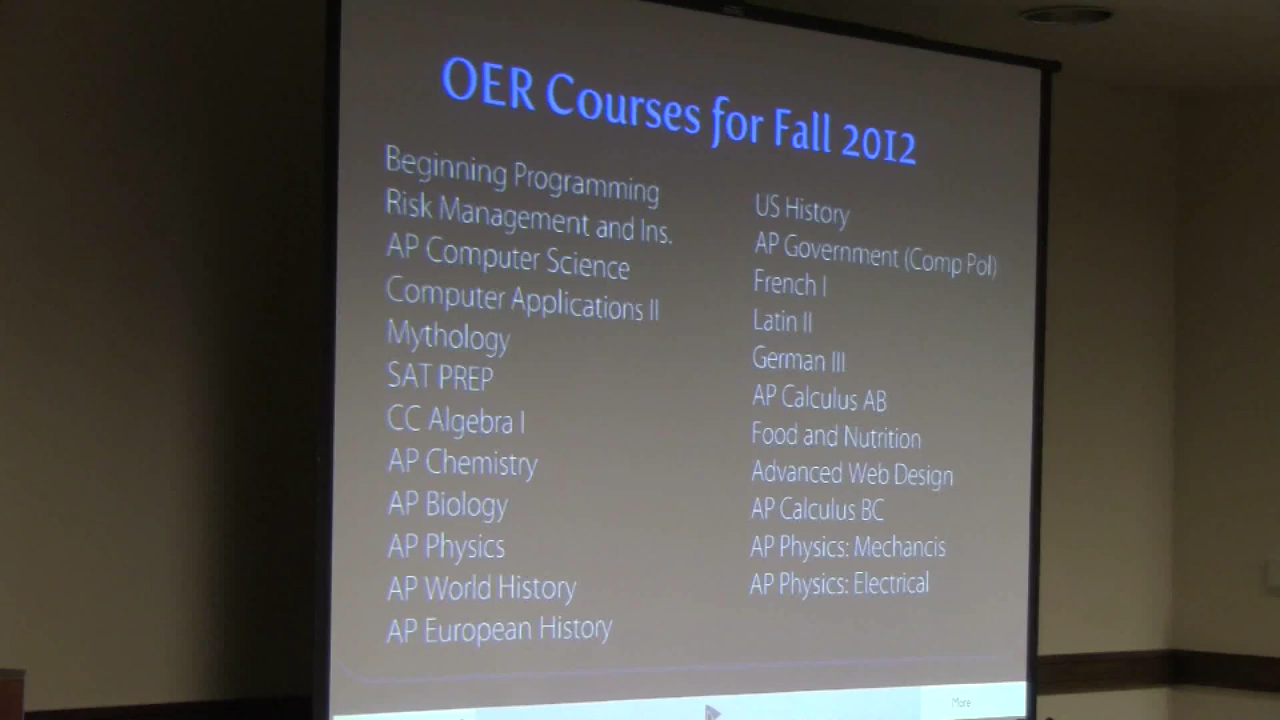 OER Courses for Fall 2012
Beginning Programming
Risk Management and Ins.
AP Computer Science
Computer Applications II
Mythology
SAT PREP
CC Algebra I
AP Chemistry
AP Biology
AP Physics
AP World History
AP European History
US History
AP Government (Comp Pol)
French I
Latin II
German III
AP Calculus AB
Food and Nutrition
Advanced Web Design
AP Calculus BC
AP Physics: Mechancis
AP Physics: Electrical
More